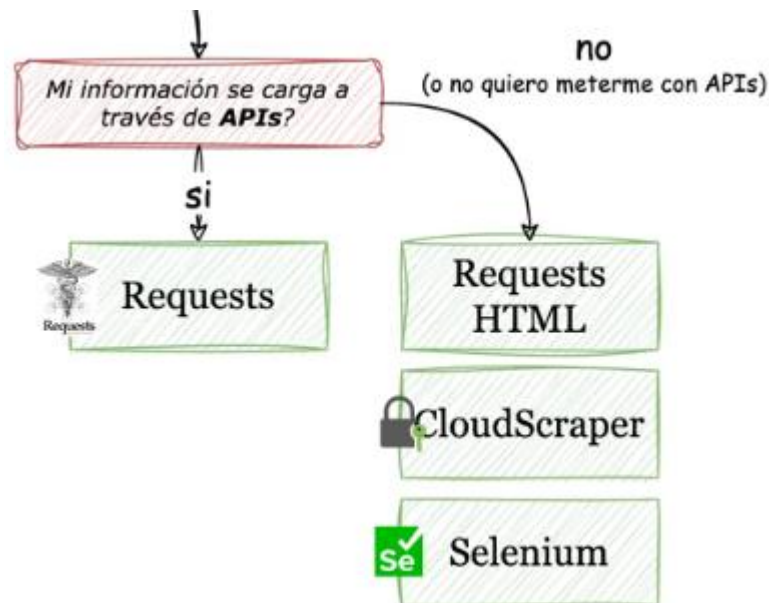 Mi información se carga a
través de APIs?
no
(o no quiero meterme con APIs)
si
Requests
Requests
Requests
HTML
CloudScraper
Se
Selenium